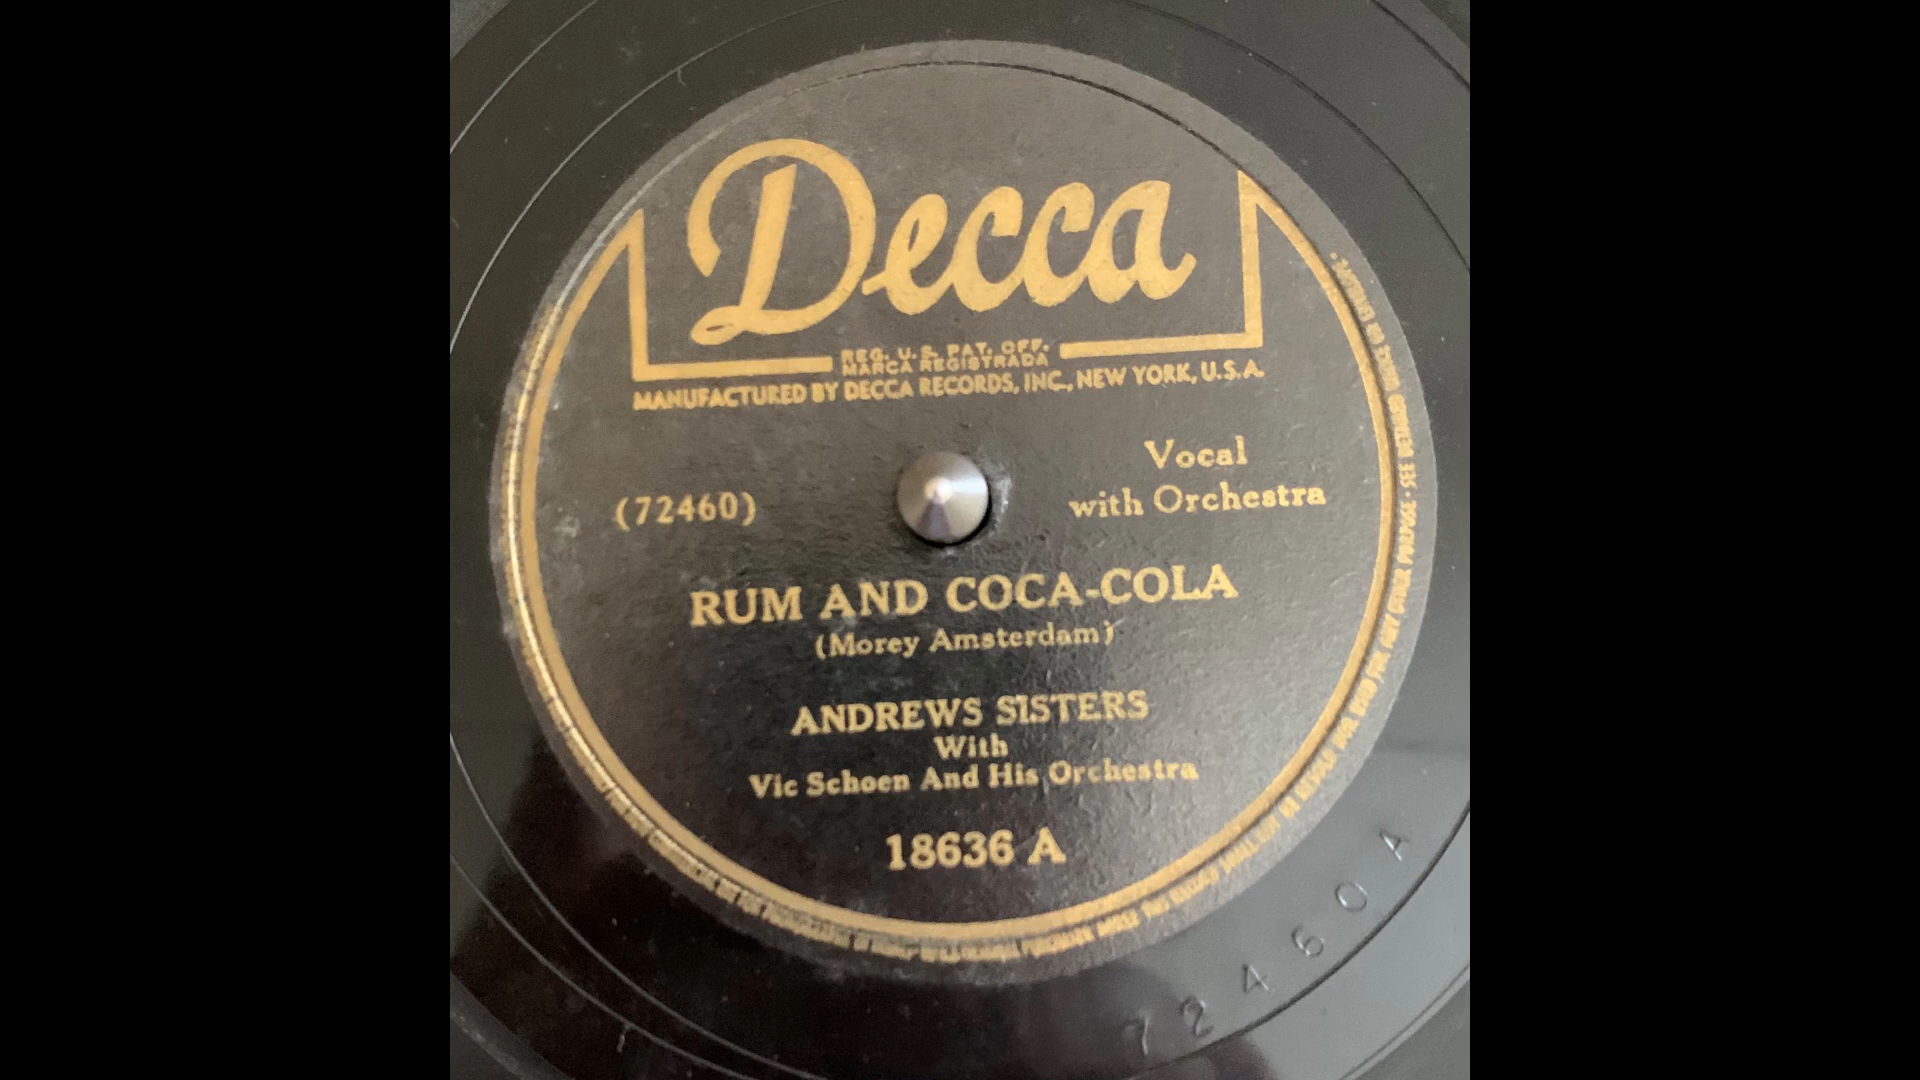 Decca
REG. U.S. PAT. OFF.
MARCA REGISTRADA
MANUFACTURED BY DECCA RECORDS, INC., NEW YORK, U.S.A.
(72460)
Vocal
with Orchestra
RUM AND COCA-COLA
(Morey Amsterdam)
ANDREWS SISTERS
With
Vic Schoen And His Orchestra
18636 A
72460A